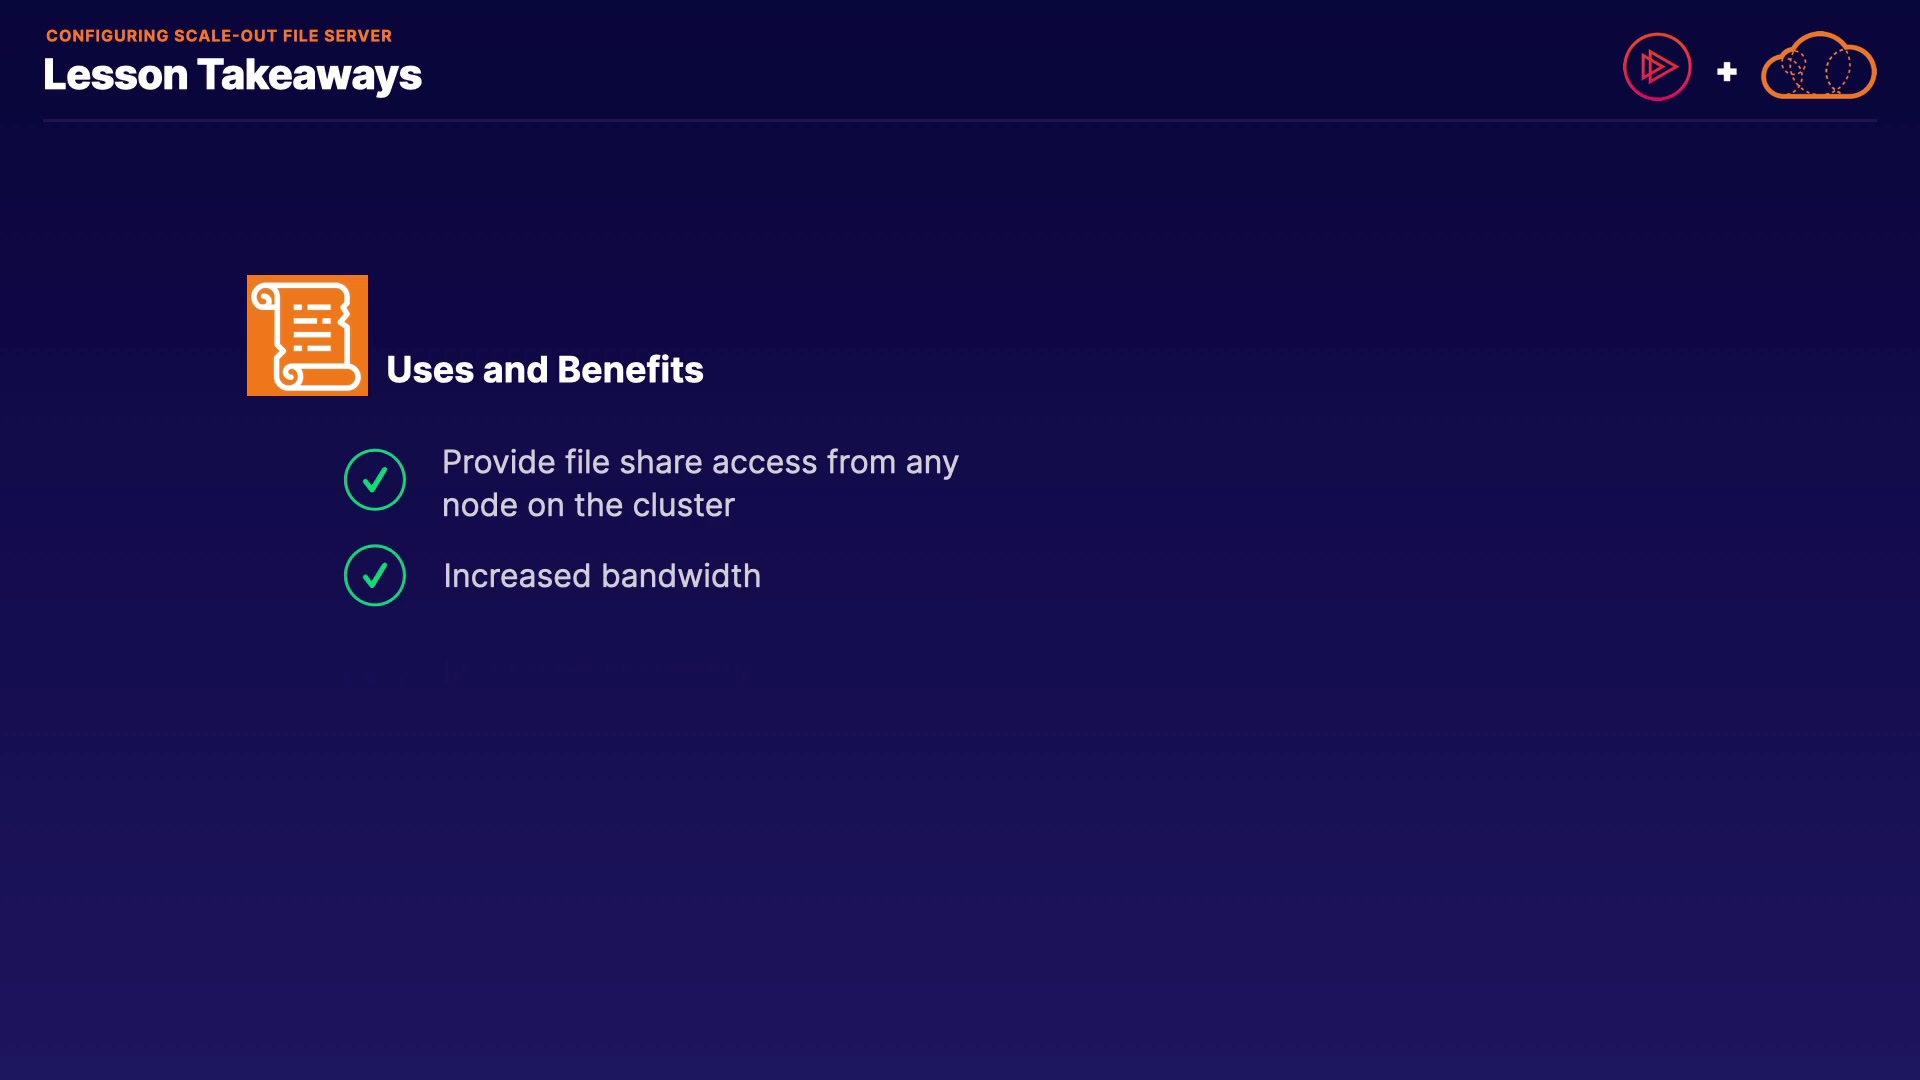 CONFIGURING SCALE-OUT FILE SERVER
Lesson Takeaways
Uses and Benefits
Provide file share access from any
node on the cluster
Increased bandwidth